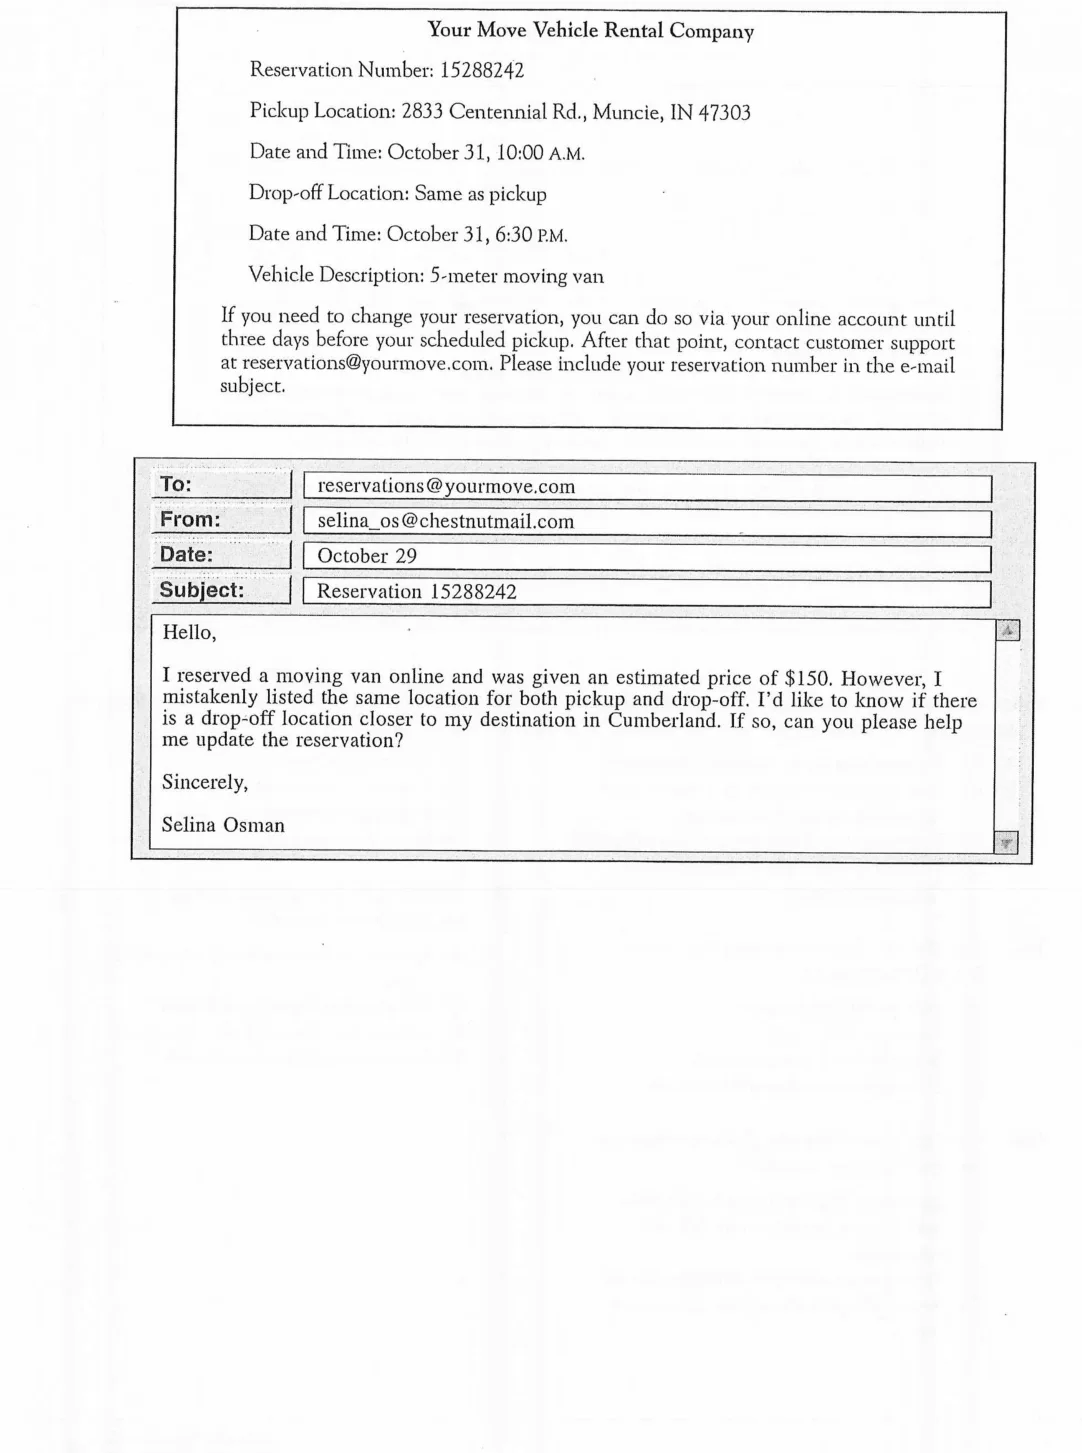 Your Move Vehicle Rental Company
Reservation Number: 15288242
Pickup Location: 2833 Centennial Rd., Muncie, IN 47303
Date and Time: October 31, 10:00 A.M.
Drop-off Location: Same as pickup
Date and Time: October 31, 6:30 P.M.
Vehicle Description: 5-meter moving van
If you need to change your reservation, you can do so via your online account until
three days before your scheduled pickup. After that point, contact customer support
at reservations@yourmove.com. Please include your reservation number in the e-mail
subject.
To: reservations@yourmove.com
From: selina_os@chestnutmail.com
Date: October 29
Subject: Reservation 15288242
Hello,
I reserved a moving van online and was given an estimated price of $150. However, I
mistakenly listed the same location for both pickup and drop-off. I'd like to know if there
is a drop-off location closer to my destination in Cumberland. If so, can you please help
me update the reservation?
Sincerely,
Selina Osman